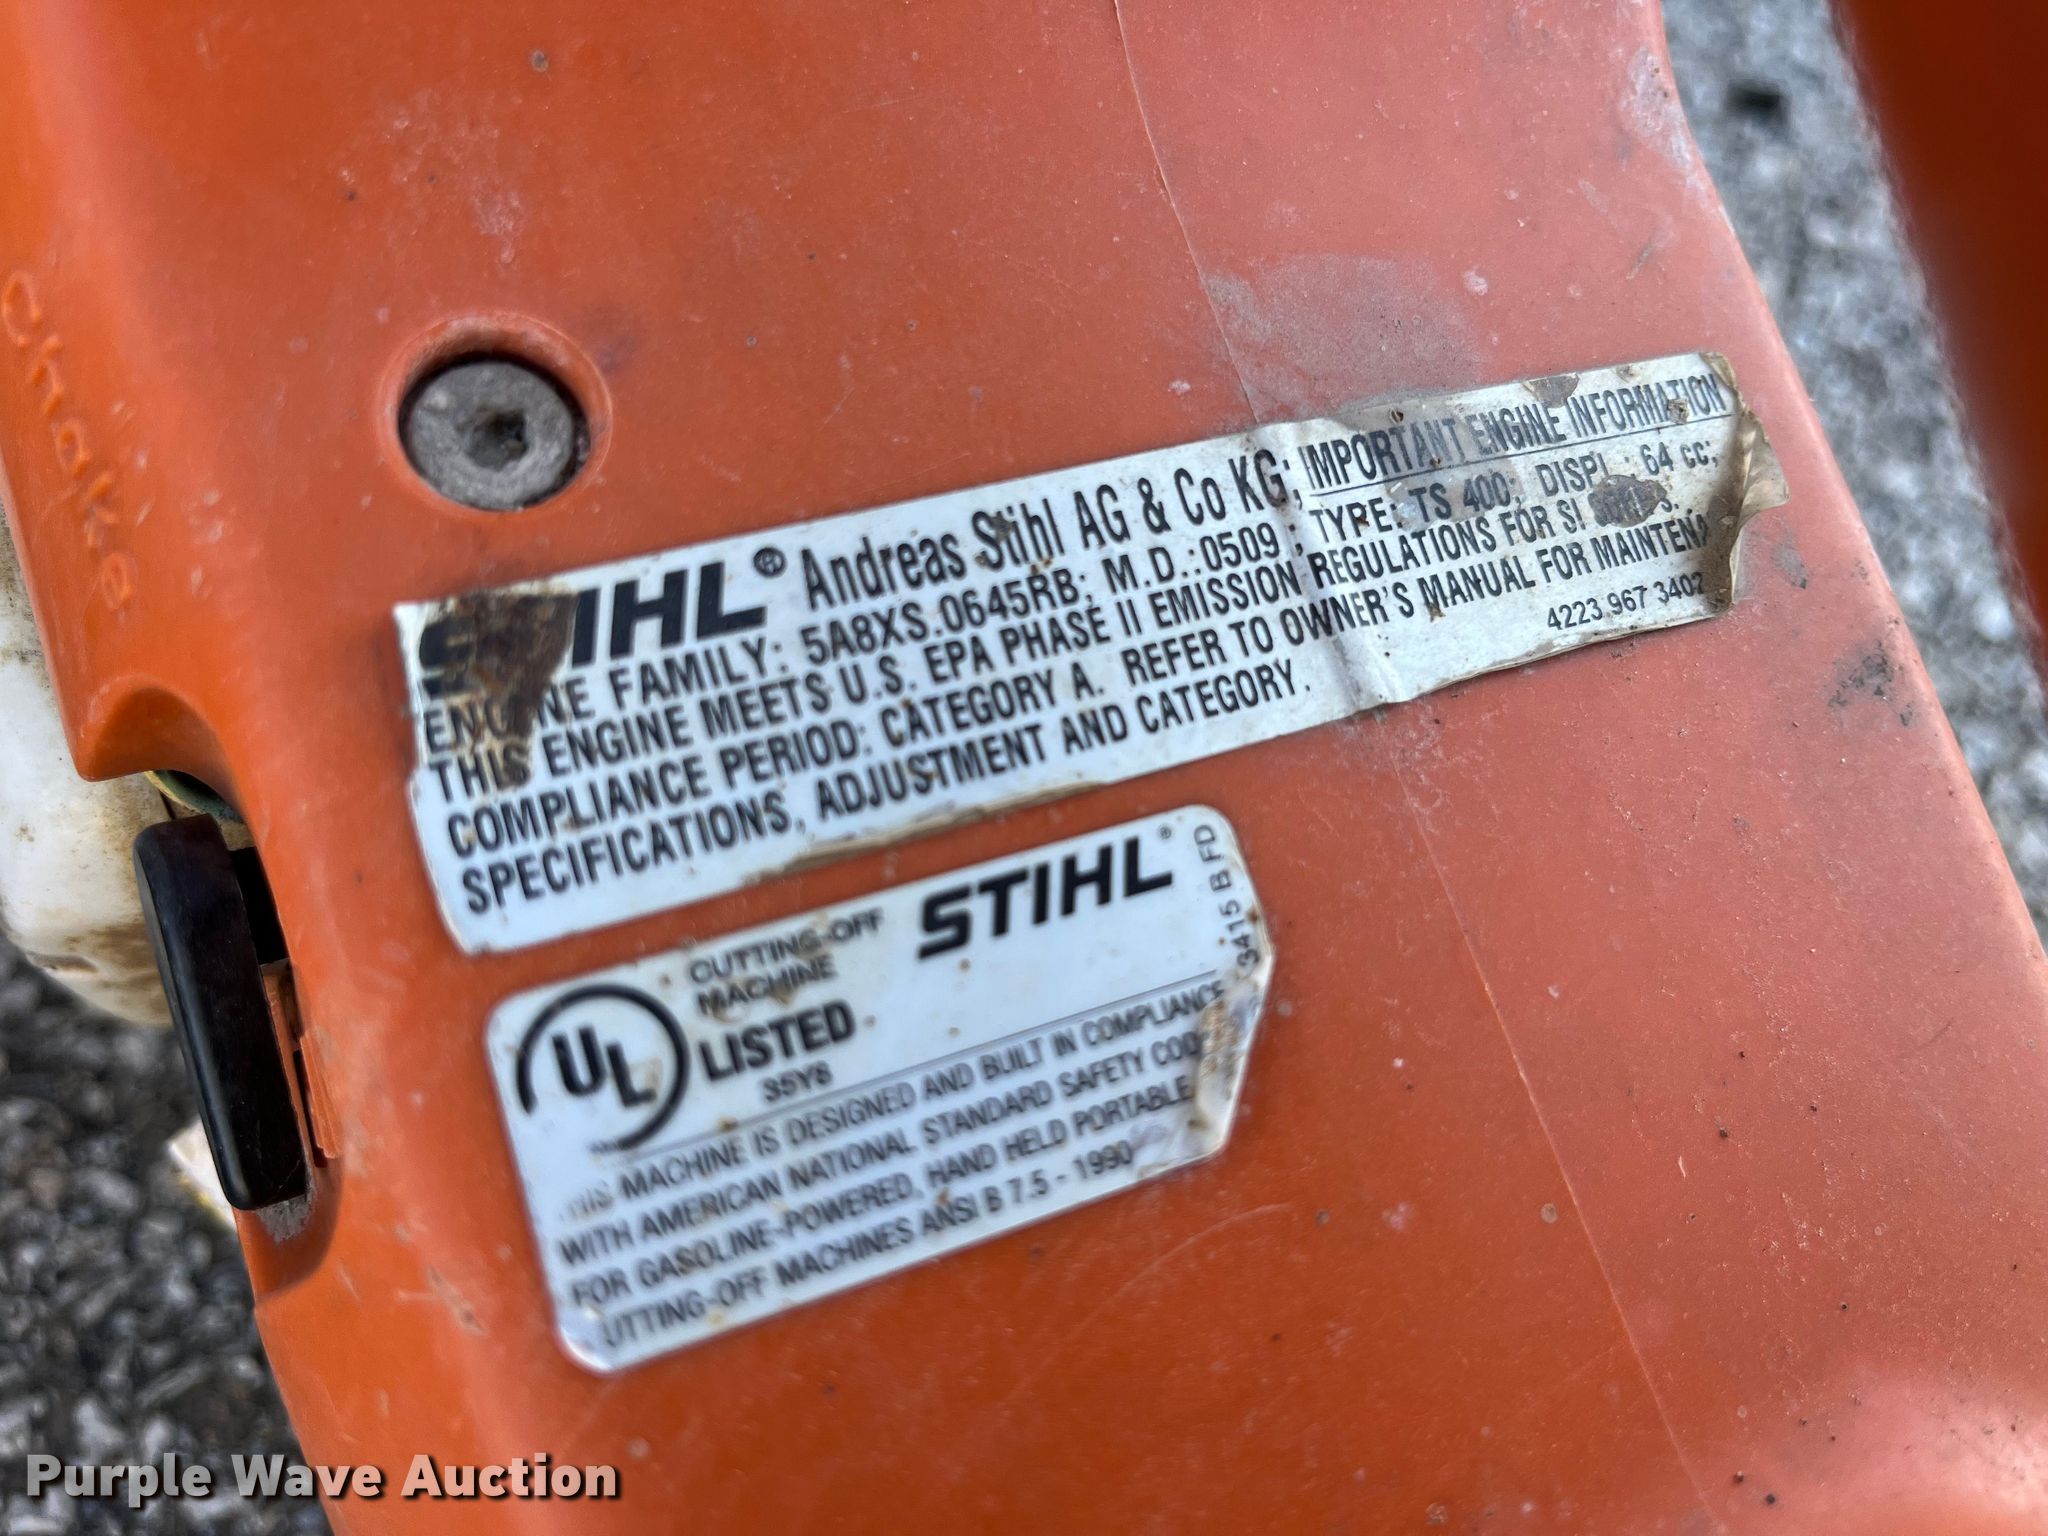 Choke
STIHL® Andreas Stihl AG & Co KG; IMPORTANT ENGINE INFORMATION
ENGINE FAMILY: 5A8XS.0645RB; M.D.:0509 ; TYPE: TS 400; DISPL.: 64 cc;
THIS ENGINE MEETS U.S. EPA PHASE II EMISSION REGULATIONS FOR SI
COMPLIANCE PERIOD: CATEGORY A. REFER TO OWNER'S MANUAL FOR MAINTENA
SPECIFICATIONS, ADJUSTMENT AND CATEGORY.
4223 967 3402
UL
CUTTING-OFF
MACHINE
LISTED
S5Y8
STIHL®
3415 B FD
THIS MACHINE IS DESIGNED AND BUILT IN COMPLIANCE
WITH AMERICAN NATIONAL STANDARD SAFETY CODE
FOR GASOLINE-POWERED, HAND HELD PORTABLE
UTTING-OFF MACHINES ANSI B 7.5 - 1990
Purple Wave Auction